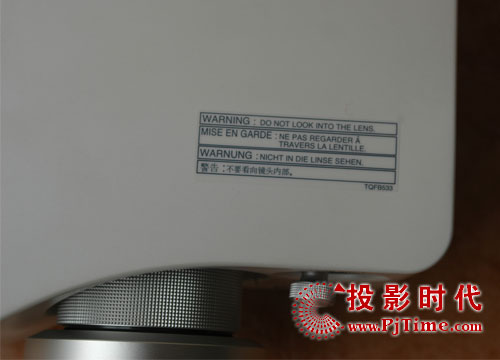 WARNING : DO NOT LOOK INTO THE LENS.
MISE EN GARDE : NE PAS REGARDER À
TRAVERS LA LENTILLE.
WARNUNG : NICHT IN DIE LINSE SEHEN.
警告 : 不要看向镜头内部。
TQFB533
投影时代
www.PjTime.com